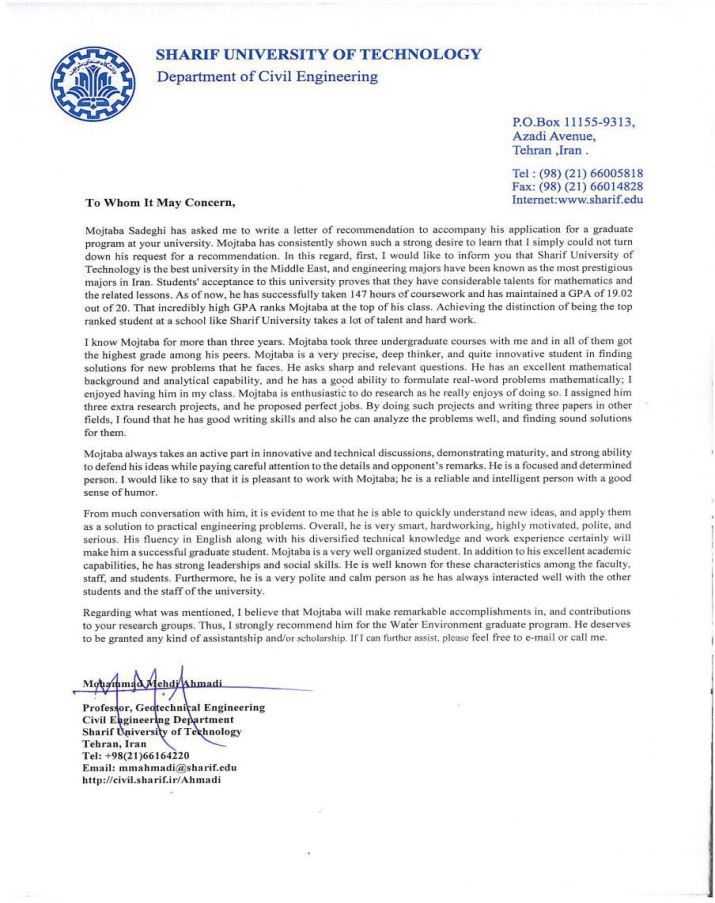 SHARIF UNIVERSITY OF TECHNOLOGY
Department of Civil Engineering
P.O.Box 11155-9313,
Azadi Avenue,
Tehran ,Iran .
Tel : (98) (21) 66005818
Fax: (98) (21) 66014828
Internet:www.sharif.edu
To Whom It May Concern,
Mojtaba Sadeghi has asked me to write a letter of recommendation to accompany his application for a graduate
program at your university. Mojtaba has consistently shown such a strong desire to learn that I simply could not turn
down his request for a recommendation. In this regard, first, I would like to inform you that Sharif University of
Technology is the best university in the Middle East, and engineering majors have been known as the most prestigious
majors in Iran. Students' acceptance to this university proves that they have considerable talents for mathematics and
the related lessons. As of now, he has successfully taken 147 hours of coursework and has maintained a GPA of 19.02
out of 20. That incredibly high GPA ranks Mojtaba at the top of his class. Achieving the distinction of being the top
ranked student at a school like Sharif University takes a lot of talent and hard work.
I know Mojtaba for more than three years. Mojtaba took three undergraduate courses with me and in all of them got
the highest grade among his peers. Mojtaba is a very precise, deep thinker, and quite innovative student in finding
solutions for new problems that he faces. He asks sharp and relevant questions. He has an excellent mathematical
background and analytical capability, and he has a good ability to formulate real-word problems mathematically; I
enjoyed having him in my class. Mojtaba is enthusiastic to do research as he really enjoys of doing so. I assigned him
three extra research projects, and he proposed perfect jobs. By doing such projects and writing three papers in other
fields, I found that he has good writing skills and also he can analyze the problems well, and finding sound solutions
for them.
Mojtaba always takes an active part in innovative and technical discussions, demonstrating maturity, and strong ability
to defend his ideas while paying careful attention to the details and opponent's remarks. He is a focused and determined
person. I would like to say that it is pleasant to work with Mojtaba; he is a reliable and intelligent person with a good
sense of humor.
From much conversation with him, it is evident to me that he is able to quickly understand new ideas, and apply them
as a solution to practical engineering problems. Overall, he is very smart, hardworking, highly motivated, polite, and
serious. His fluency in English along with his diversified technical knowledge and work experience certainly will
make him a successful graduate student. Mojtaba is a very well organized student. In addition to his excellent academic
capabilities, he has strong leaderships and social skills. He is well known for these characteristics among the faculty,
staff, and students. Furthermore, he is a very polite and calm person as he has always interacted well with the other
students and the staff of the university.
Regarding what was mentioned, I believe that Mojtaba will make remarkable accomplishments in, and contributions
to your research groups. Thus, I strongly recommend him for the Water Environment graduate program. He deserves
to be granted any kind of assistantship and/or scholarship. If I can further assist, please feel free to e-mail or call me.
Mohammad Mehdi Ahmadi
Professor, Geotechnical Engineering
Civil Engineering Department
Sharif University of Technology
Tehran, Iran
Tel: +98(21)66164220
Email: mmahmadi@sharif.edu
http://civil.sharif.ir/Ahmadi